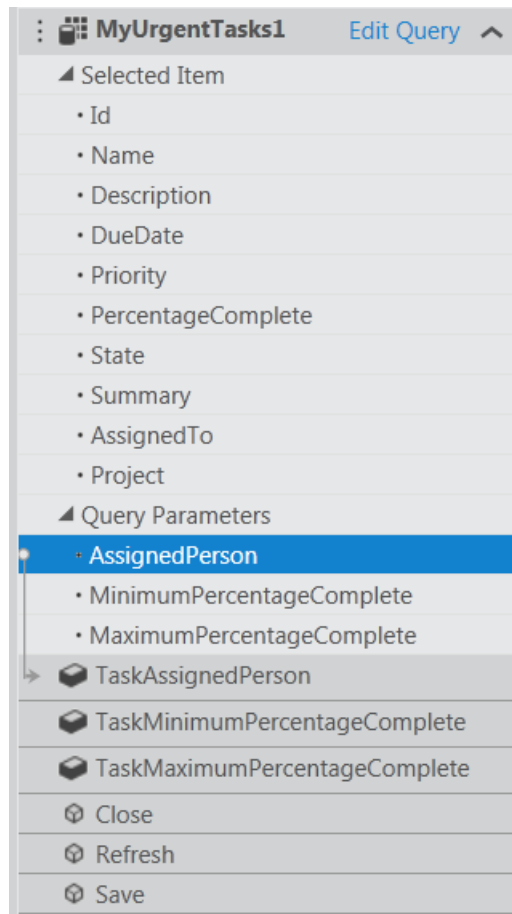 MyUrgentTasks1 Edit Query
Selected Item
Id
Name
Description
DueDate
Priority
PercentageComplete
State
Summary
AssignedTo
Project
Query Parameters
AssignedPerson
MinimumPercentageComplete
MaximumPercentageComplete
TaskAssignedPerson
TaskMinimumPercentageComplete
TaskMaximumPercentageComplete
Close
Refresh
Save